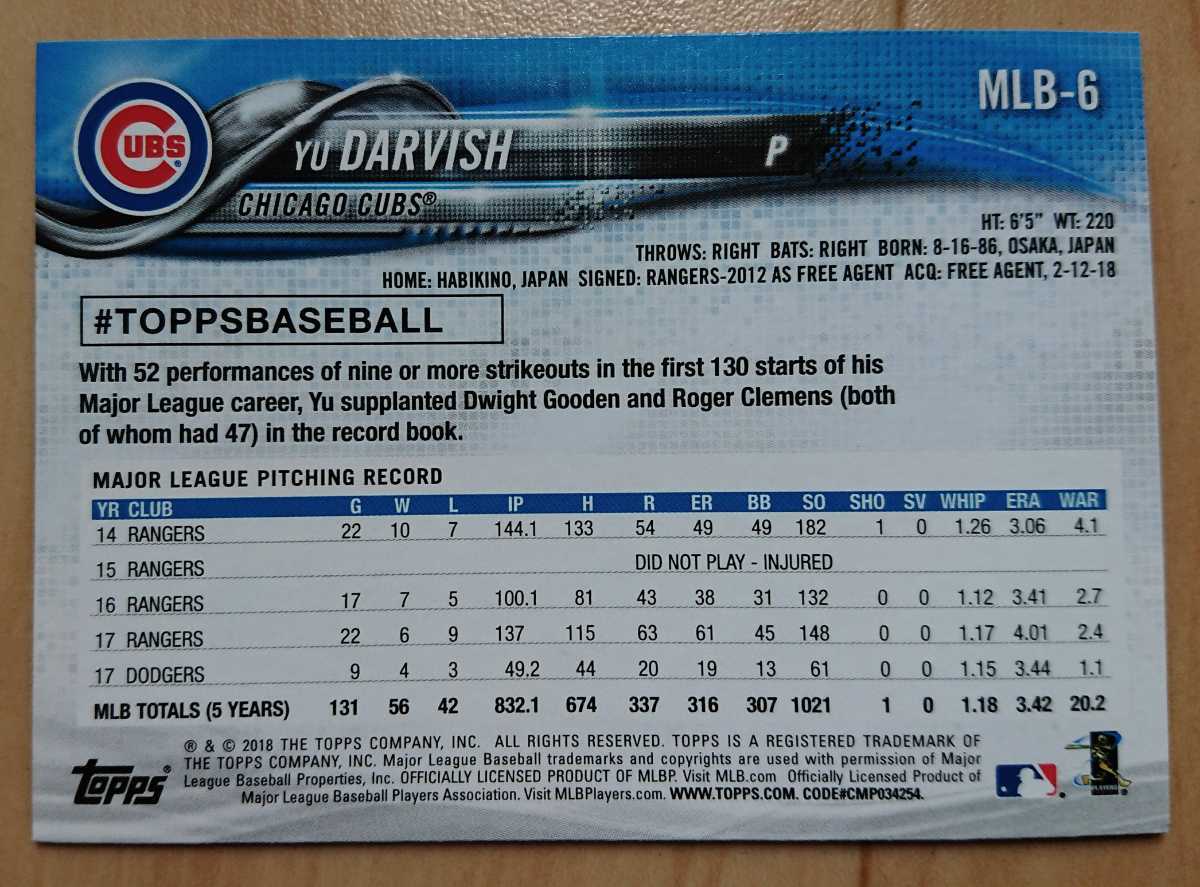 CUBS®
MLB-6
YU DARVISH P
CHICAGO CUBS®
HT: 6'5" WT: 220
THROWS: RIGHT BATS: RIGHT BORN: 8-16-86, OSAKA, JAPAN
HOME: HABIKINO, JAPAN SIGNED: RANGERS-2012 AS FREE AGENT ACQ: FREE AGENT, 2-12-18
#TOPPSBASEBALL
With 52 performances of nine or more strikeouts in the first 130 starts of his
Major League career, Yu supplanted Dwight Gooden and Roger Clemens (both
of whom had 47) in the record book.
MAJOR LEAGUE PITCHING RECORD
YR CLUB G W L IP H R ER BB SO SHO SV WHIP ERA WAR
14 RANGERS 22 10 7 144.1 133 54 49 49 182 1 0 1.26 3.06 4.1
15 RANGERS DID NOT PLAY - INJURED
16 RANGERS 17 7 5 100.1 81 43 38 31 132 0 0 1.12 3.41 2.7
17 RANGERS 22 6 9 137 115 63 61 45 148 0 0 1.17 4.01 2.4
17 DODGERS 9 4 3 49.2 44 20 19 13 61 0 0 1.15 3.44 1.1
MLB TOTALS (5 YEARS) 131 56 42 832.1 674 337 316 307 1021 1 0 1.18 3.42 20.2
® & © 2018 THE TOPPS COMPANY, INC. ALL RIGHTS RESERVED. TOPPS IS A REGISTERED TRADEMARK OF
THE TOPPS COMPANY, INC. Major League Baseball trademarks and copyrights are used with permission of Major
League Baseball Properties, Inc. OFFICIALLY LICENSED PRODUCT OF MLBP. Visit MLB.com Officially Licensed Product of
Major League Baseball Players Association. Visit MLBPlayers.com. WWW.TOPPS.COM. CODE#CMP034254.
TOPPS®
PLAYERS